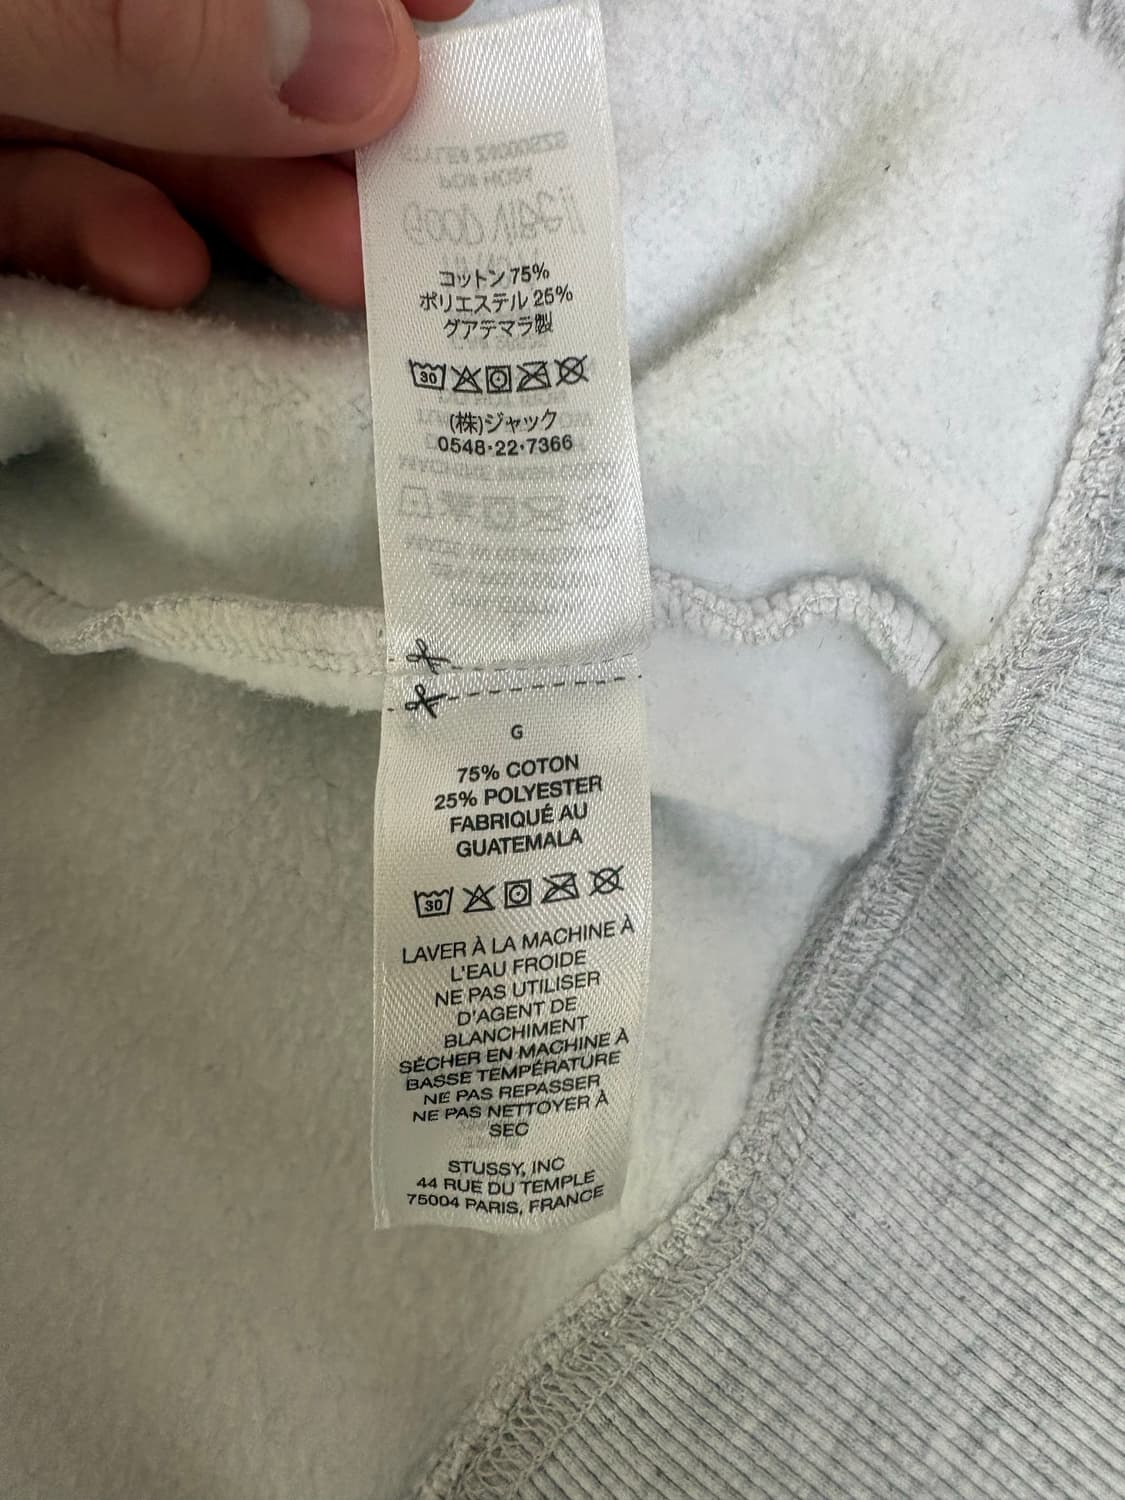 コットン 75%
ポリエステル 25%
グアテマラ製
30
(株)ジャック
0548·22·7366
G
75% COTON
25% POLYESTER
FABRIQUÉ AU
GUATEMALA
30
LAVER À LA MACHINE À
L'EAU FROIDE
NE PAS UTILISER
D'AGENT DE
BLANCHIMENT
SÉCHER EN MACHINE À
BASSE TEMPÉRATURE
NE PAS REPASSER
NE PAS NETTOYER À
SEC
STUSSY, INC
44 RUE DU TEMPLE
75004 PARIS, FRANCE